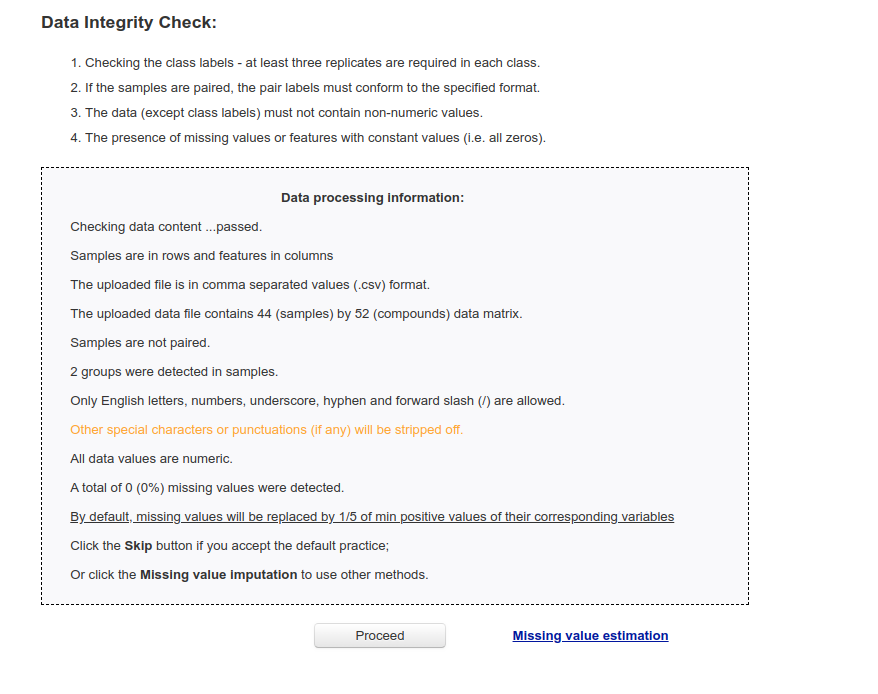 Data Integrity Check:
1. Checking the class labels - at least three replicates are required in each class.
2. If the samples are paired, the pair labels must conform to the specified format.
3. The data (except class labels) must not contain non-numeric values.
4. The presence of missing values or features with constant values (i.e. all zeros).
Data processing information:
Checking data content ...passed.
Samples are in rows and features in columns
The uploaded file is in comma separated values (.csv) format.
The uploaded data file contains 44 (samples) by 52 (compounds) data matrix.
Samples are not paired.
2 groups were detected in samples.
Only English letters, numbers, underscore, hyphen and forward slash (/) are allowed.
Other special characters or punctuations (if any) will be stripped off.
All data values are numeric.
A total of 0 (0%) missing values were detected.
By default, missing values will be replaced by 1/5 of min positive values of their corresponding variables
Click the Skip button if you accept the default practice;
Or click the Missing value imputation to use other methods.
Proceed Missing value estimation